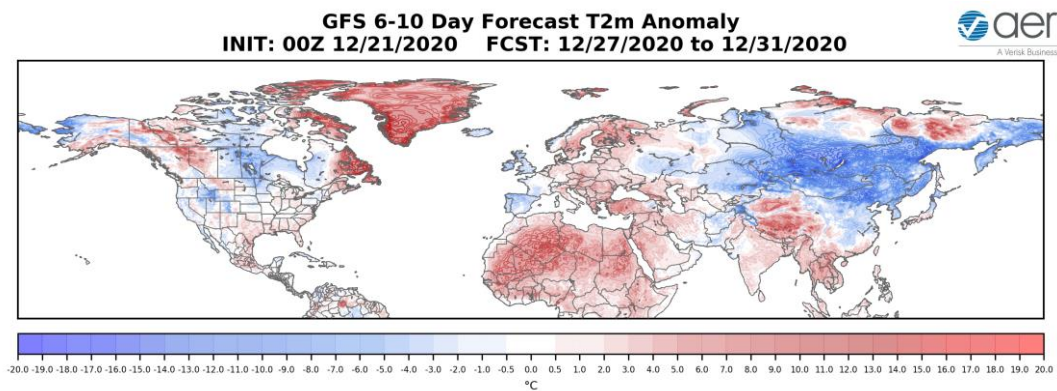 GFS 6-10 Day Forecast T2m Anomaly
INIT: 00Z 12/21/2020 FCST: 12/27/2020 to 12/31/2020
aer
A Verisk Business
-20.0 -19.0 -18.0 -17.0 -16.0 -15.0 -14.0 -13.0 -12.0 -11.0 -10.0 -9.0 -8.0 -7.0 -6.0 -5.0 -4.0 -3.0 -2.0 -1.0 -0.5 0.0 0.5 1.0 2.0 3.0 4.0 5.0 6.0 7.0 8.0 9.0 10.0 11.0 12.0 13.0 14.0 15.0 16.0 17.0 18.0 19.0 20.0
°C